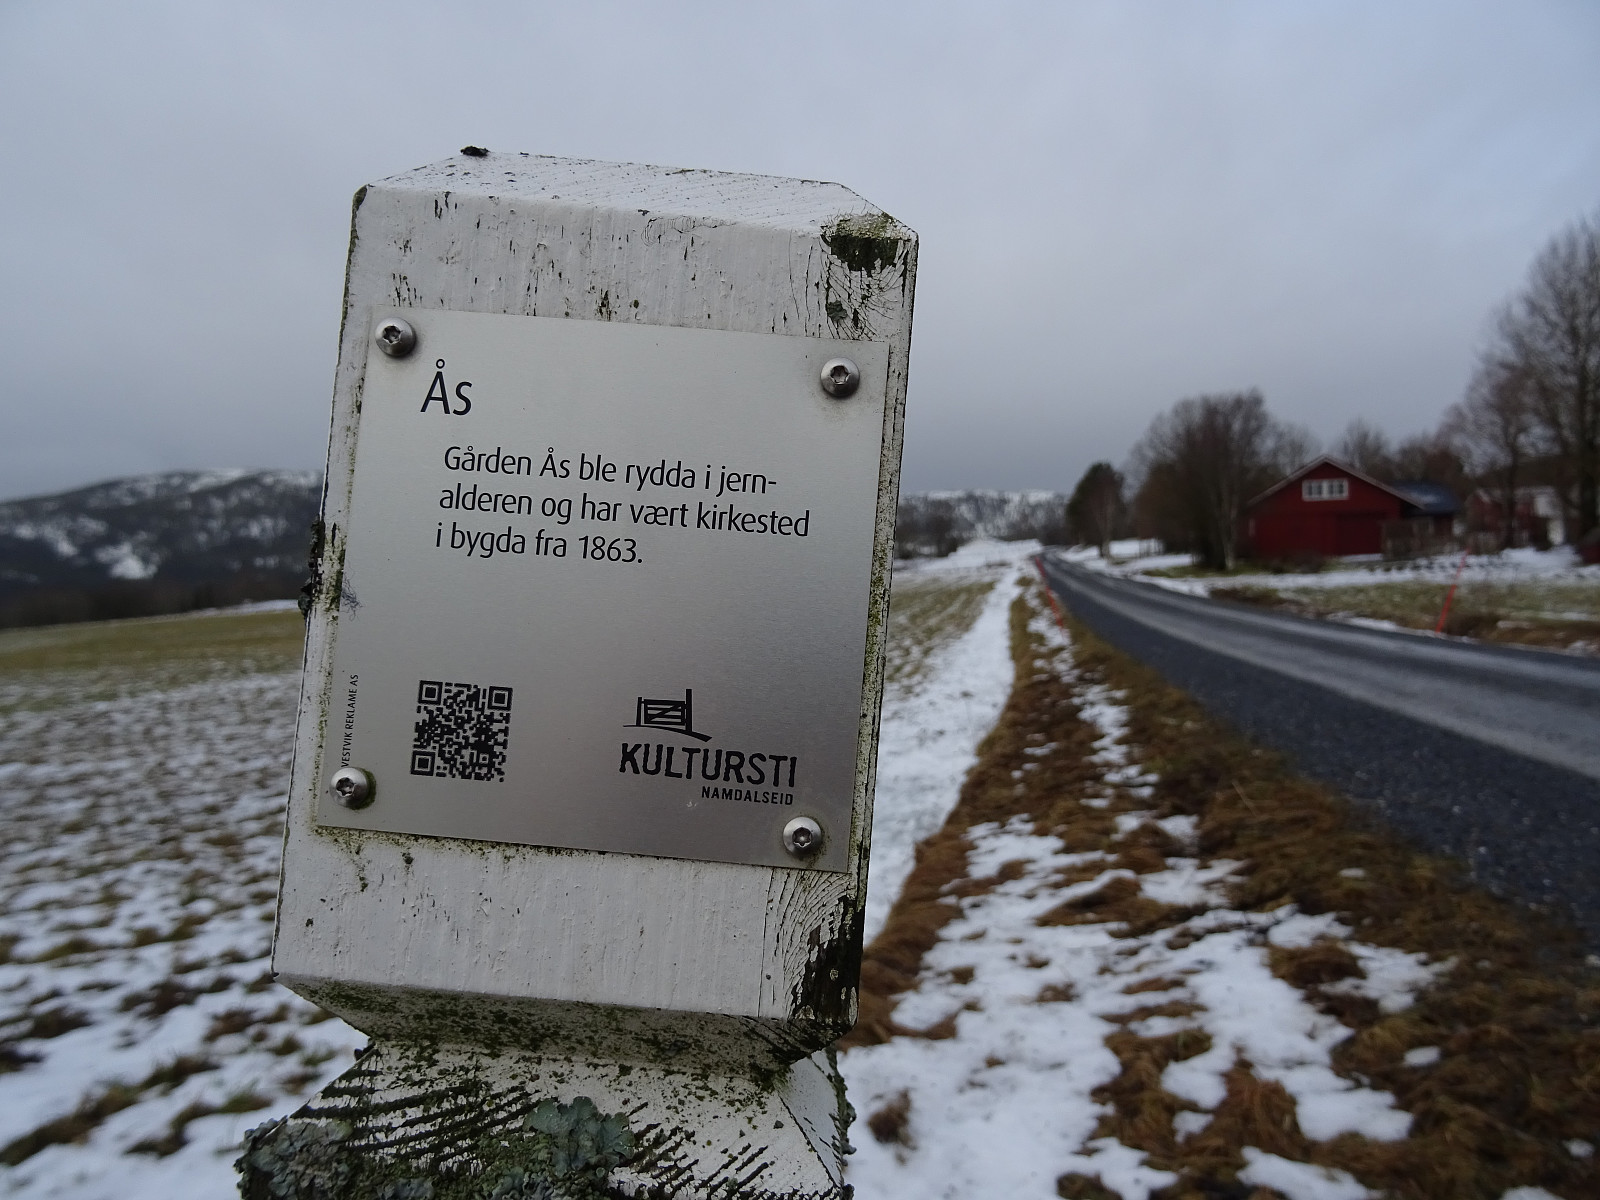 Ås
Gården Ås ble rydda i jern-
alderen og har vært kirkested
i bygda fra 1863.
VESTVIK REKLAME AS
KULTURSTI
NAMDALSEID